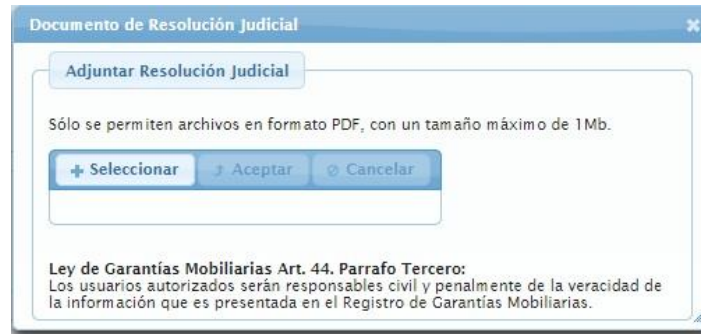 Documento de Resolución Judicial
Adjuntar Resolución Judicial
Sólo se permiten archivos en formato PDF, con un tamaño máximo de 1Mb.
Seleccionar Aceptar Cancelar
Ley de Garantías Mobiliarias Art. 44. Parrafo Tercero:
Los usuarios autorizados serán responsables civil y penalmente de la veracidad de
la información que es presentada en el Registro de Garantías Mobiliarias.